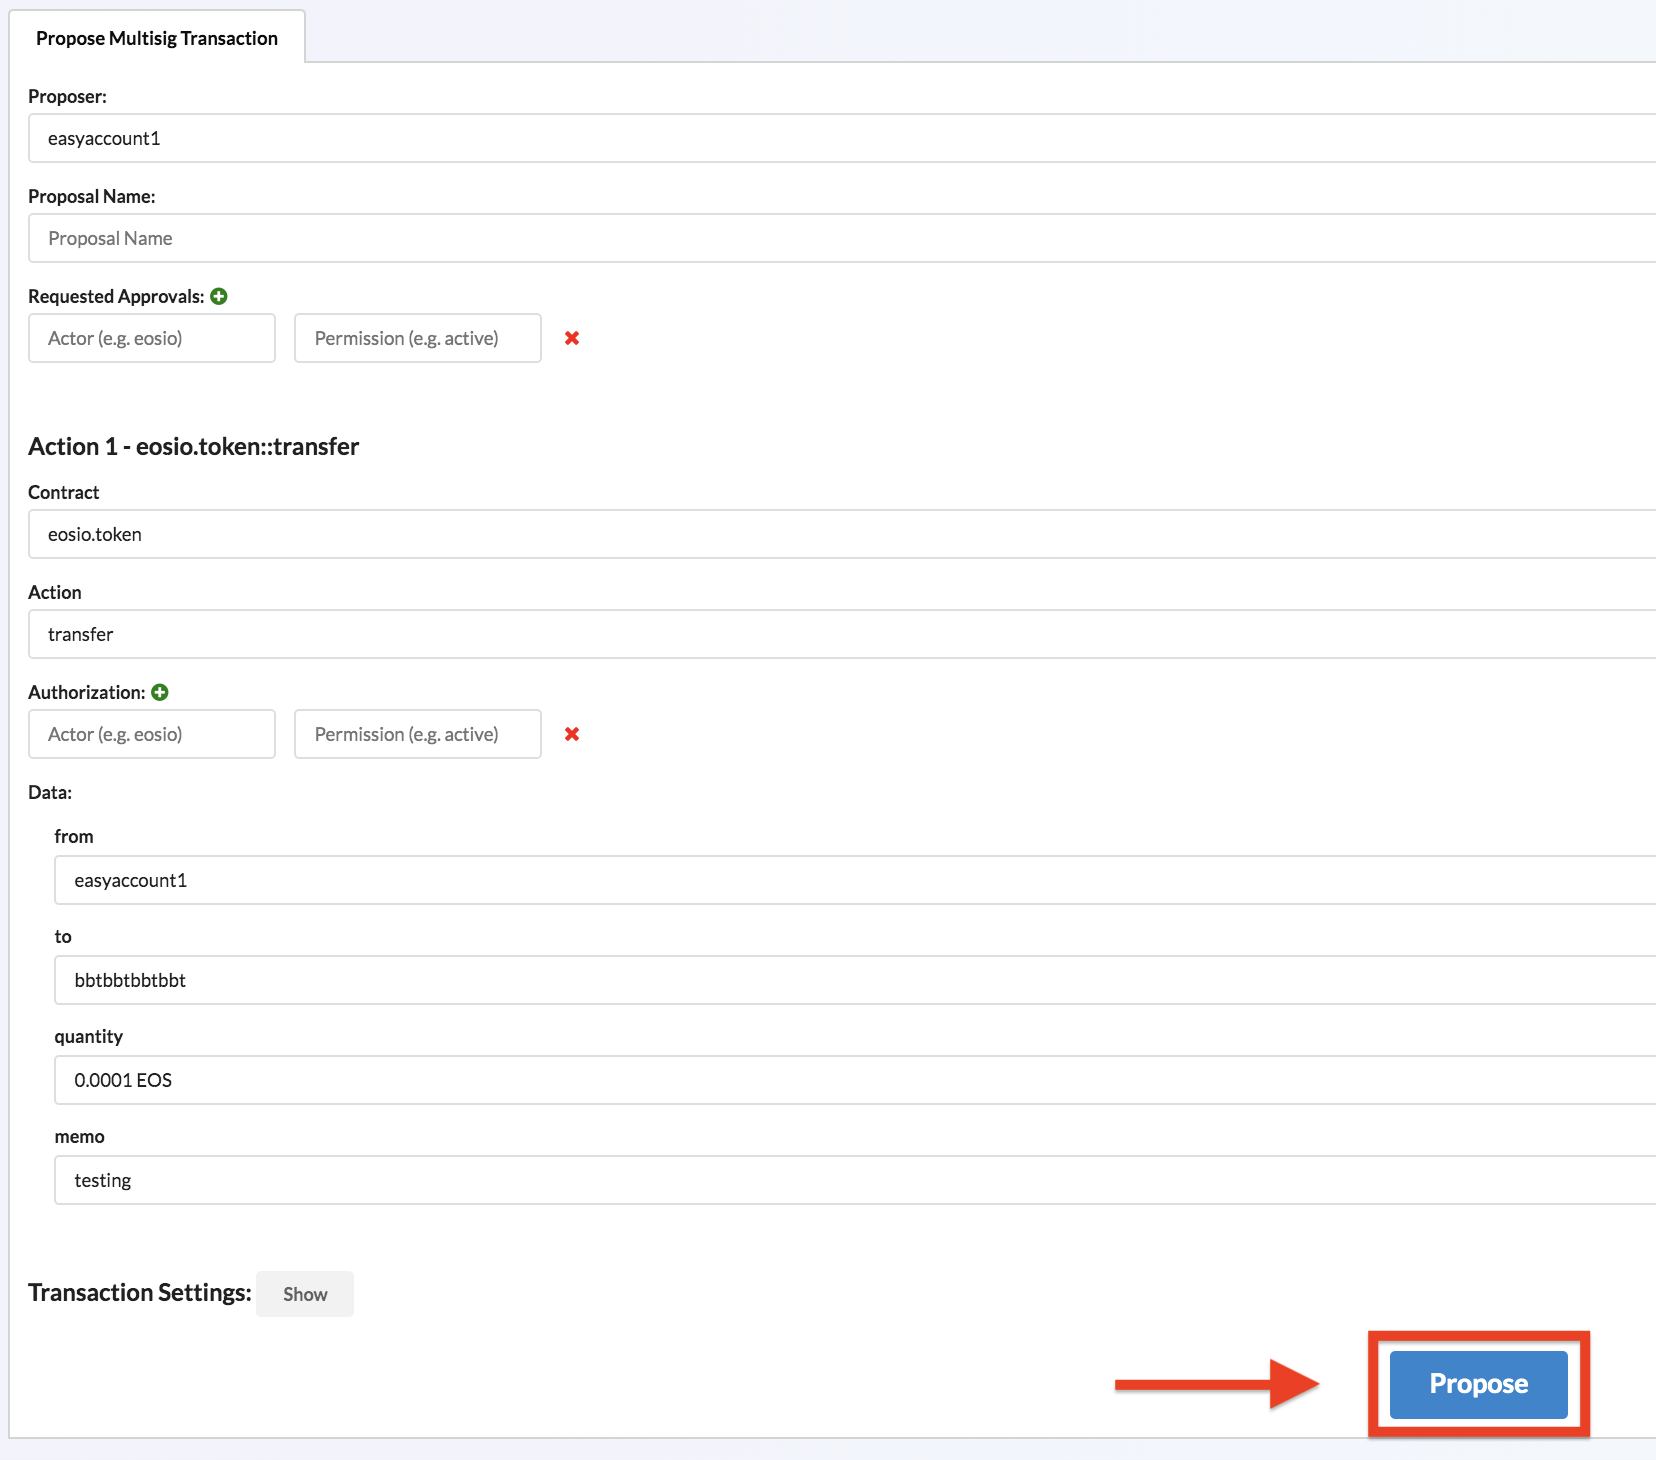 Propose Multisig Transaction
Proposer:
easyaccount1
Proposal Name:
Proposal Name
Requested Approvals:
Actor (e.g. eosio) Permission (e.g. active)
Action 1 - eosio.token::transfer
Contract
eosio.token
Action
transfer
Authorization:
Actor (e.g. eosio) Permission (e.g. active)
Data:
from
easyaccount1
to
bbtbbtbbtbbt
quantity
0.0001 EOS
memo
testing
Transaction Settings: Show
Propose